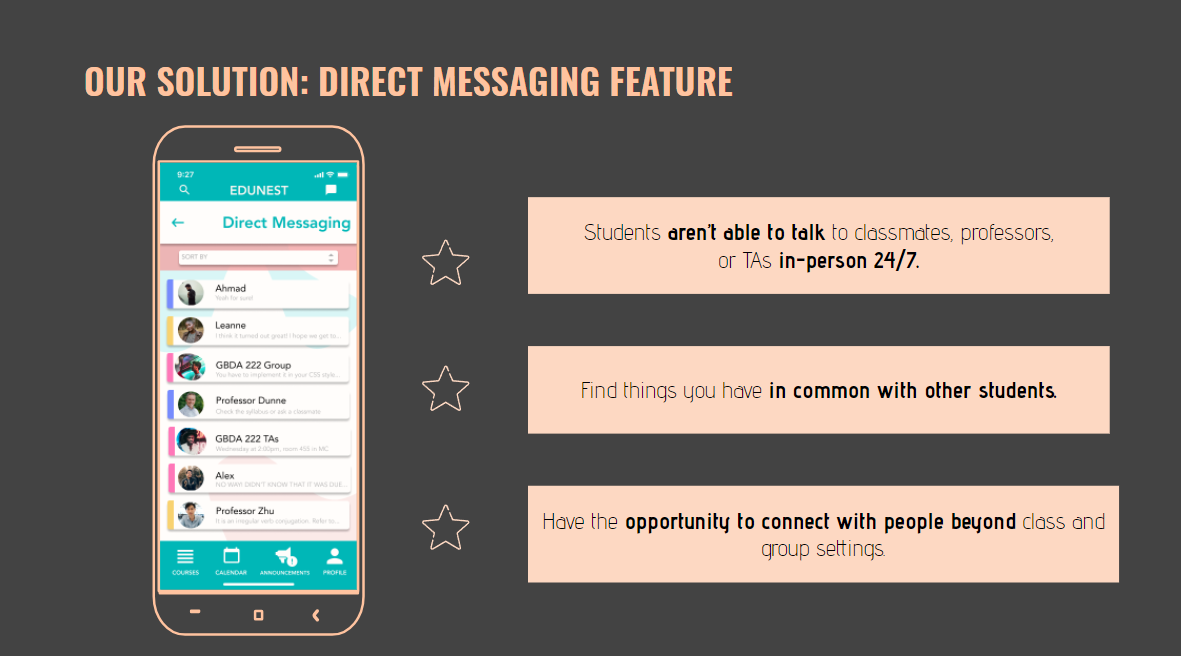 OUR SOLUTION: DIRECT MESSAGING FEATURE
9:27
EDUNEST
Direct Messaging
SORT BY
Ahmad
Yeah for sure!
Leanne
I think it turned out great! I hope we get to...
GBDA 222 Group
You have to implement it in your CSS style...
Professor Dunne
Check the syllabus or ask a classmate
GBDA 222 TAs
Wednesday at 2:00pm, room #55 in MC
Alex
NO WAY! DIDN'T KNOW THAT IT WAS DUE...
Professor Zhu
It is an irregular verb conjugation. Refer to...
COURSES
CALENDAR
ANNOUNCEMENTS
PROFILE
Students aren't able to talk to classmates, professors,
or TAs in-person 24/7.
Find things you have in common with other students.
Have the opportunity to connect with people beyond class and
group settings.